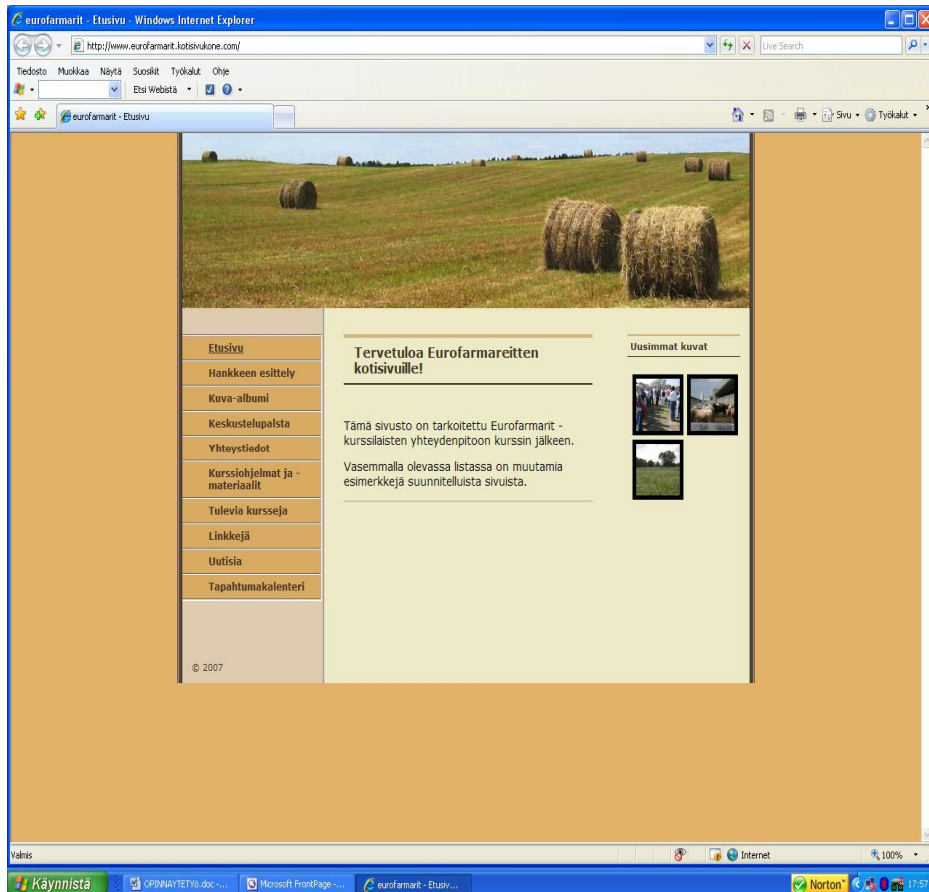 eurofarmarit - Etusivu - Windows Internet Explorer
http://www.eurofarmarit.kotisivukone.com/
Live Search
Tiedosto Muokkaa Näytä Suosikit Työkalut Ohje
Etsi Webistä
eurofarmarit - Etusivu
Sivu
Työkalut
Etusivu
Hankkeen esittely
Kuva-albumi
Keskustelupalsta
Yhteystiedot
Kurssiohjelmat ja -
materiaalit
Tulevia kursseja
Linkkejä
Uutisia
Tapahtumakalenteri
© 2007
Tervetuloa Eurofarmareitten
kotisivuille!
Tämä sivusto on tarkoitettu Eurofarmarit -
kurssilaisten yhteydenpitoon kurssin jälkeen.
Vasemmalla olevassa listassa on muutamia
esimerkkejä suunnitelluista sivuista.
Uusimmat kuvat
Valmis
Internet
100%
Käynnistä
OPINNAYTETYö.doc -...
Microsoft FrontPage -...
eurofarmarit - Etusiv...
Norton™
17:57